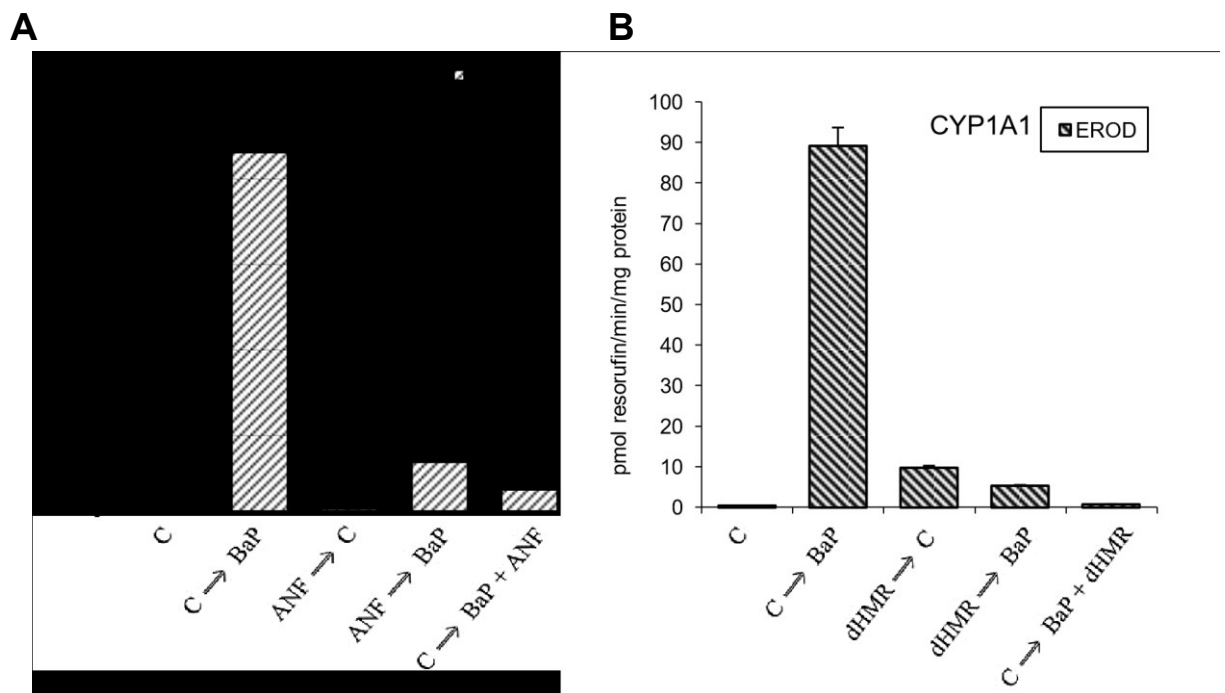 A
C
C → BaP
ANF → C
ANF → BaP
C → BaP + ANF
B
CYP1A1
EROD
pmol resorufin/min/mg protein
100
90
80
70
60
50
40
30
20
10
0
C
C → BaP
dHMR → C
dHMR → BaP
C → BaP + dHMR